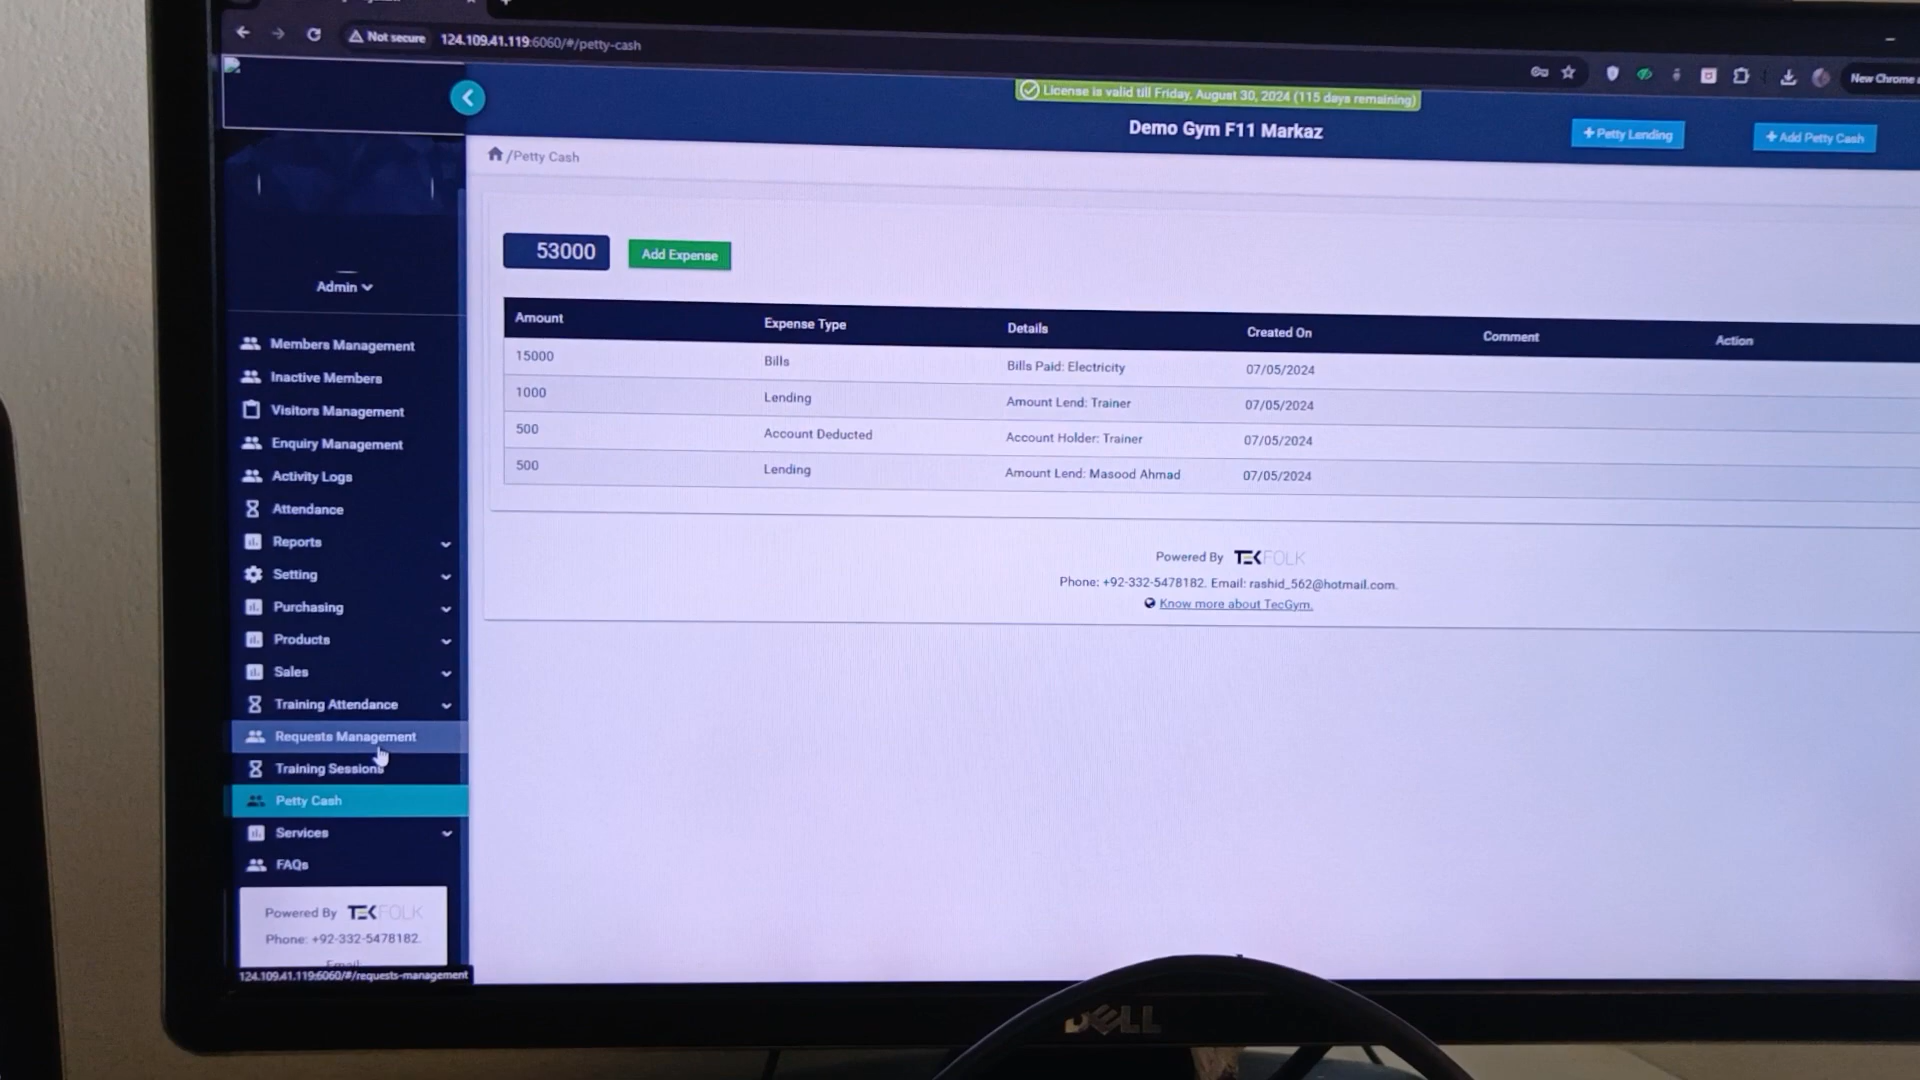 Not secure 124.109.41.119:6060/#/petty-cash
New Chrome
License is valid till Friday, August 30, 2024 (115 days remaining)
Demo Gym F11 Markaz
+ Petty Lending
+ Add Petty Cash
/Petty Cash
53000
Add Expense
Admin
Members Management
Inactive Members
Visitors Management
Enquiry Management
Activity Logs
Attendance
Reports
Setting
Purchasing
Products
Sales
Training Attendance
Requests Management
Training Sessions
Petty Cash
Services
FAQs
Powered By TEKFOLK
Phone: +92-332-5478182.
Email:
124.109.41.119:6060/#/requests-management
Amount Expense Type Details Created On Comment Action
15000 Bills Bills Paid: Electricity 07/05/2024
1000 Lending Amount Lend: Trainer 07/05/2024
500 Account Deducted Account Holder: Trainer 07/05/2024
500 Lending Amount Lend: Masood Ahmad 07/05/2024
Powered By TEKFOLK
Phone: +92-332-5478182. Email: rashid_562@hotmail.com.
Know more about TecGym.
DELL